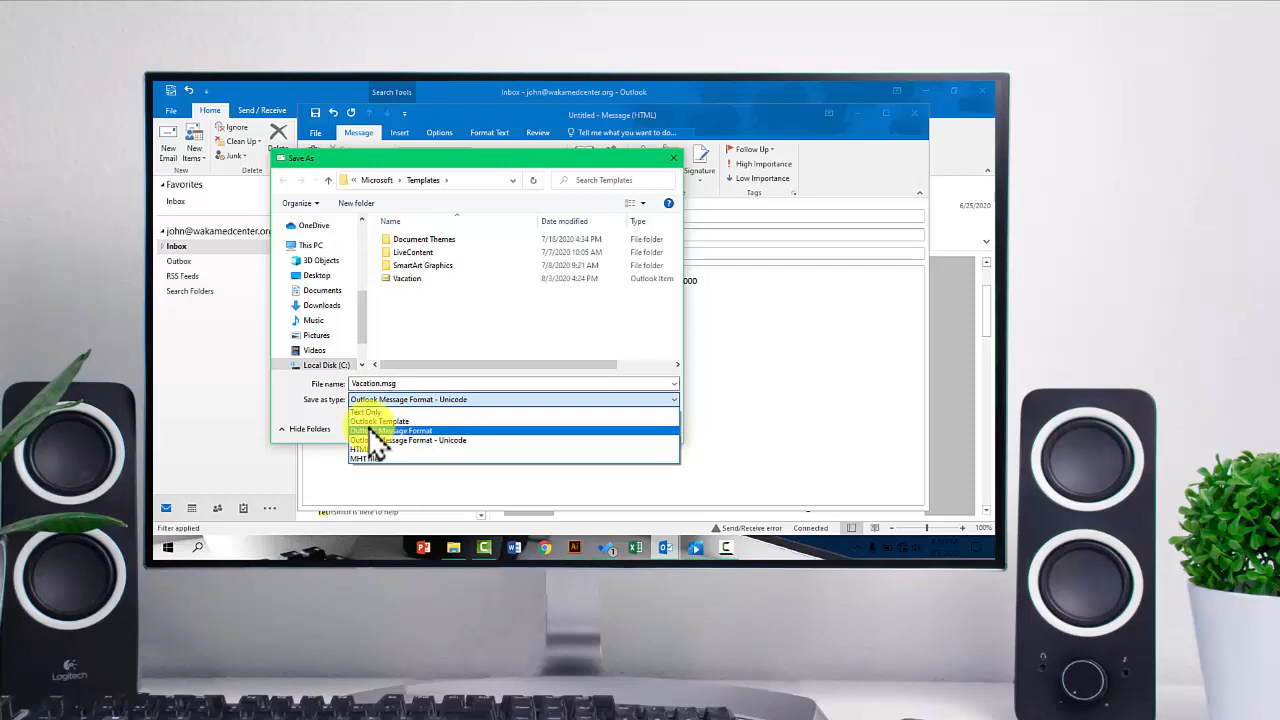 Search Tools
Inbox - john@wakamedcenter.org - Outlook
File
Home
Send / Receive
Untitled - Message (HTML)
File
Message
Insert
Options
Format Text
Review
Tell me what you want to do...
New
Email
New
Items
Ignore
Clean Up
Junk
Delete
New
Delete
Signature
Follow Up
High Importance
Low Importance
Tags
Save As
« Microsoft › Templates ›
Search Templates
Organize
New folder
Favorites
Inbox
john@wakamedcenter.org
Inbox
Outbox
RSS Feeds
Search Folders
OneDrive
This PC
3D Objects
Desktop
Documents
Downloads
Music
Pictures
Videos
Local Disk (C:)
Name
Date modified
Type
Document Themes
7/18/2020 4:34 PM
File folder
LiveContent
7/7/2020 10:05 AM
File folder
SmartArt Graphics
7/8/2020 9:21 AM
File folder
Vacation
8/3/2020 4:24 PM
Outlook Item
6/25/2020
000
File name:
Vacation.msg
Save as type:
Outlook Message Format - Unicode
Text Only
Outlook Template
Message Format
Message Format - Unicode
Hide Folders
is here to help
Filter applied
Send/Receive error
Connected
100%
Logitech